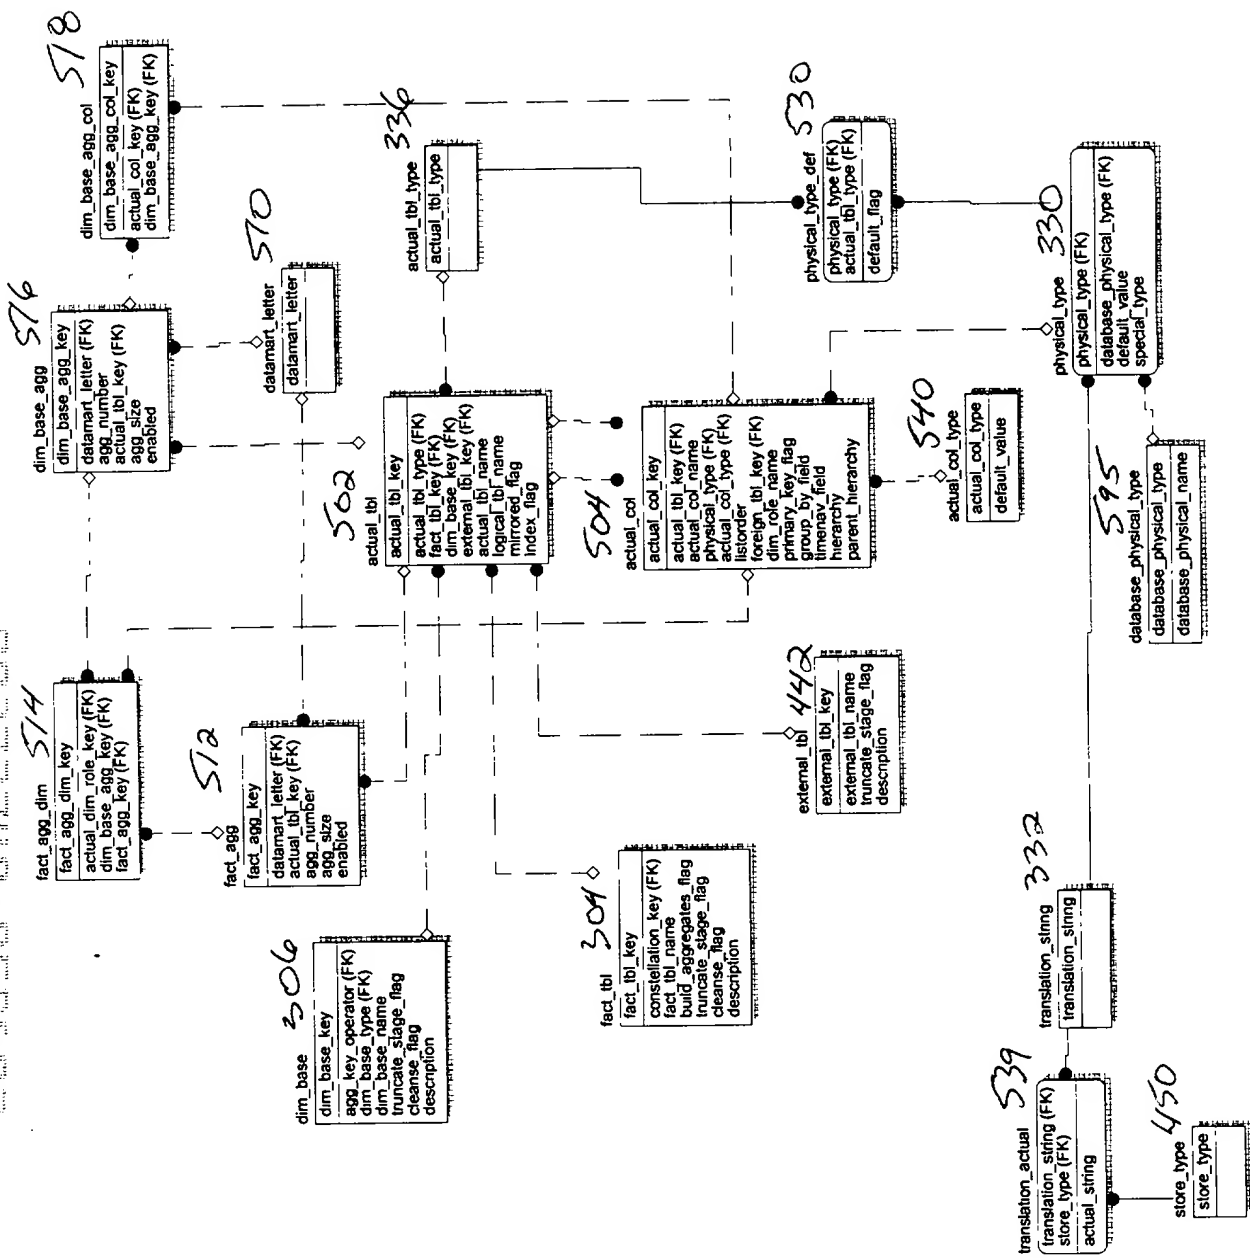 dim_base_agg_col 518
dim_base_agg_col_key
actual_col_key (FK)
dim_base_agg_key (FK)
dim_base_agg 516
dim_base_agg_key
datamart_letter (FK)
agg_number
actual_tbl_key (FK)
agg_size
enabled
datamart_letter 510
datamart_letter
actual_tbl_type 336
actual_tbl_type
physical_type_def 530
physical_type (FK)
actual_tbl_type (FK)
default_flag
physical_type 330
physical_type (FK)
database_physical_type (FK)
default_value
special_type
actual_tbl 502
actual_tbl_key
actual_tbl_type (FK)
fact_tbl_key (FK)
dim_base_key (FK)
external_tbl_key (FK)
actual_tbl_name
logical_tbl_name
mirrored_flag
index_flag
actual_col 504
actual_col_key
actual_tbl_key (FK)
actual_col_name
physical_type (FK)
actual_col_type (FK)
listorder
foreign_tbl_key (FK)
dim_role_name
primary_key_flag
group_by_field
timenav_field
hierarchy
parent_hierarchy
actual_col_type 540
actual_col_type
default_value
database_physical_type 595
database_physical_type
database_physical_name
fact_agg_dim 514
fact_agg_dim_key
actual_dim_role_key (FK)
dim_base_agg_key (FK)
fact_agg_key (FK)
fact_agg 512
fact_agg_key
datamart_letter (FK)
actual_tbl_key (FK)
agg_number
agg_size
enabled
external_tbl 442
external_tbl_key
external_tbl_name
truncate_stage_flag
description
dim_base 306
dim_base_key
agg_key_operator (FK)
dim_base_type (FK)
dim_base_name
truncate_stage_flag
cleanse_flag
description
fact_tbl 304
fact_tbl_key
constellation_key (FK)
fact_tbl_name
build_aggregates_flag
truncate_stage_flag
cleanse_flag
description
translation_string 332
translation_string
translation_actual 539
translation_string (FK)
store_type (FK)
actual_string
store_type 450
store_type